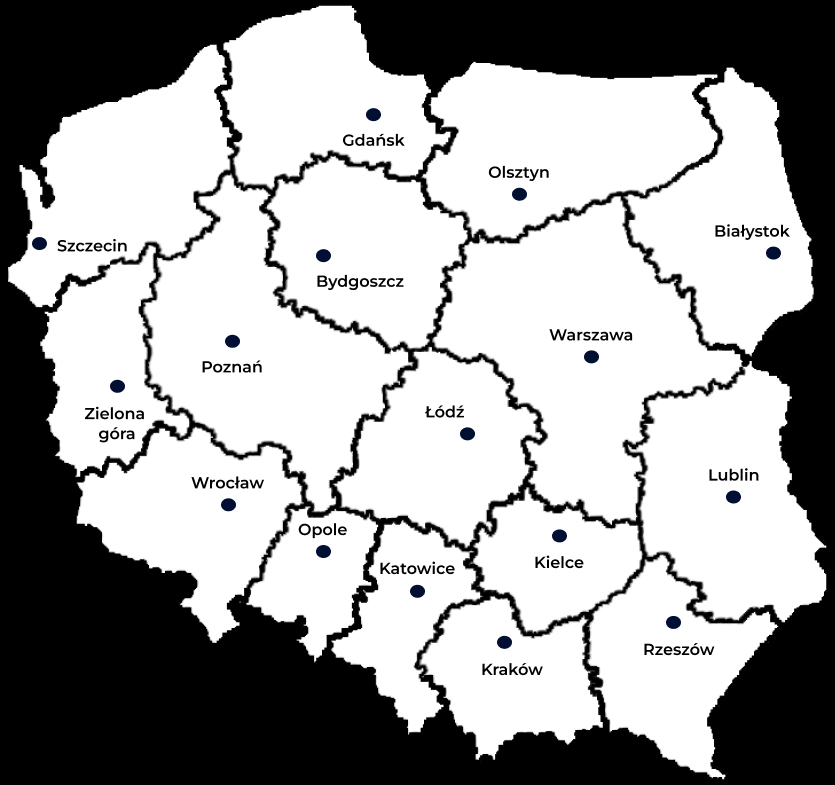 Gdańsk
Olsztyn
Białystok
Szczecin
Bydgoszcz
Warszawa
Poznań
Zielona
góra
Łódź
Lublin
Wrocław
Opole
Kielce
Katowice
Rzeszów
Kraków